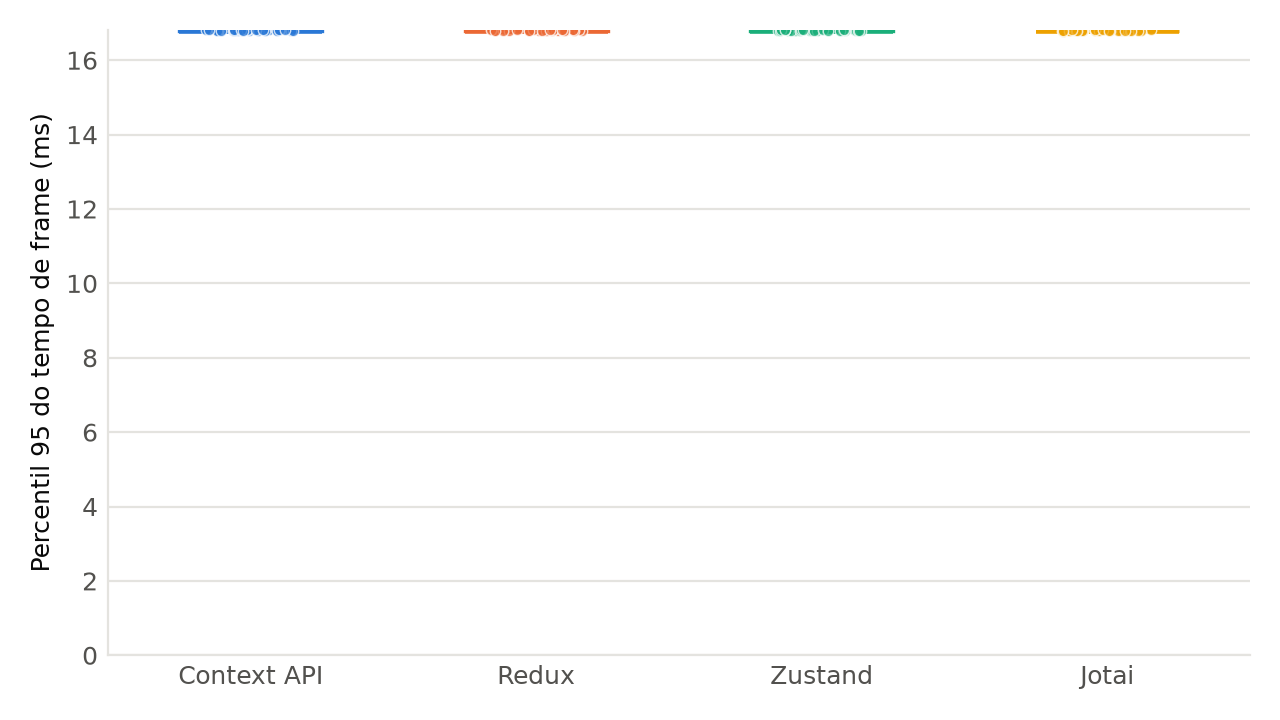 Percentil 95 do tempo de frame (ms)
16
14
12
10
8
6
4
2
0
Context API
Redux
Zustand
Jotai